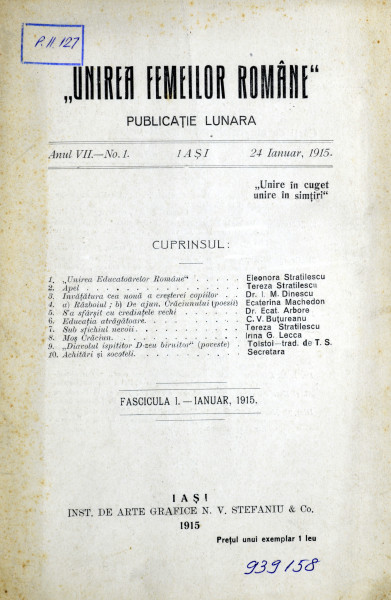 P. II. 127
„UNIREA FEMEILOR ROMÂNE“
PUBLICAȚIE LUNARA
Anul VII.—No. 1. IAȘI 24 Ianuar, 1915.
„Unire în cuget
unire în simțiri“
CUPRINSUL:
1. „Unirea Educatoarelor Române“ . . . . . Eleonora Stratilescu
2. Apel . . . . . . . . . . . . . Tereza Stratilescu
3. Invățătura cea nouă a creșterei copiilor . . Dr. I. M. Dinescu
4. a) Războiul; b) De ajun. Crăciunului (poesii) Ecaterina Machedon
5. S'a sfârșit cu credințele vechi . . . . . Dr. Ecat. Arbore
6. Educația atrăgătoare. . . . . . . . C. V. Buțureanu
7. Sub stichiul nevoii . . . . . . . . Tereza Stratilescu
8. Moș Crăciun. . . . . . . . . . . Irina G. Lecca
9. „Diavolul ispititor D-zeu biruitor“ (poveste) . Tolstoi—trad. de T. S.
10. Achitări și socoteli. . . . . . . . . Secretara
FASCICULA I. — IANUAR, 1915.
IAȘI
INST. DE ARTE GRAFICE N. V. STEFANIU & Co.
1915
Prețul unui exemplar 1 leu
939158